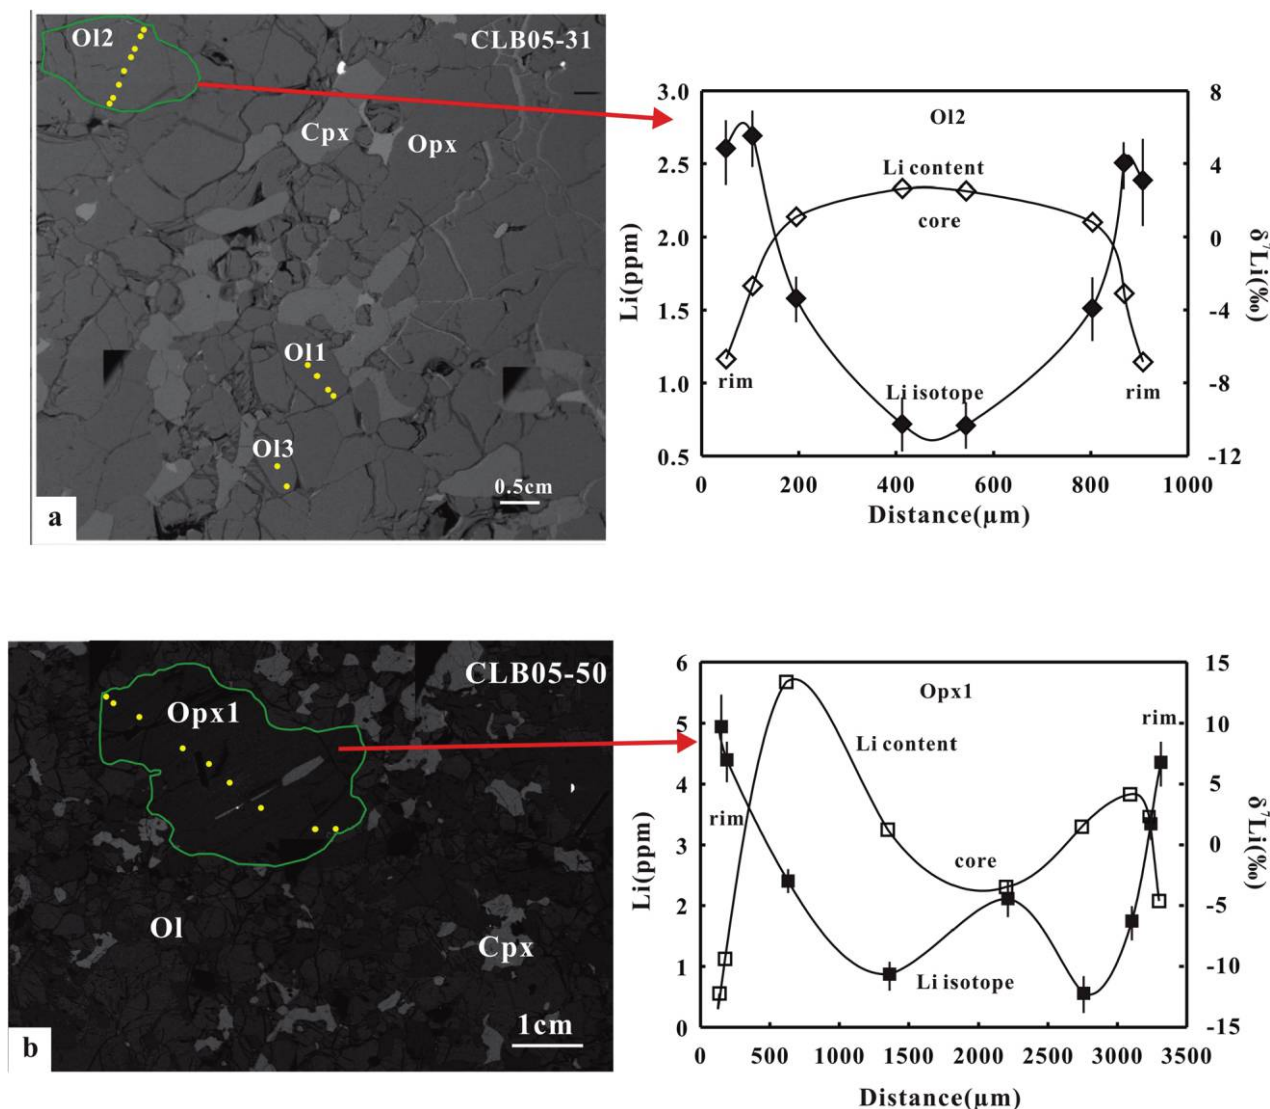 Ol2
CLB05-31
Cpx
Opx
Ol1
Ol3
0.5cm
a
3.0
2.5
2.0
1.5
1.0
0.5
Li(ppm)
Ol2
Li content
core
rim
Li isotope
rim
8
4
0
-4
-8
-12
δ⁷Li(‰)
0 200 400 600 800 1000
Distance(µm)
CLB05-50
Opx1
Ol
Cpx
1cm
b
6
5
4
3
2
1
0
Li(ppm)
Opx1
rim
Li content
rim
core
Li isotope
15
10
5
0
-5
-10
-15
δ⁷Li(‰)
0 500 1000 1500 2000 2500 3000 3500
Distance(µm)